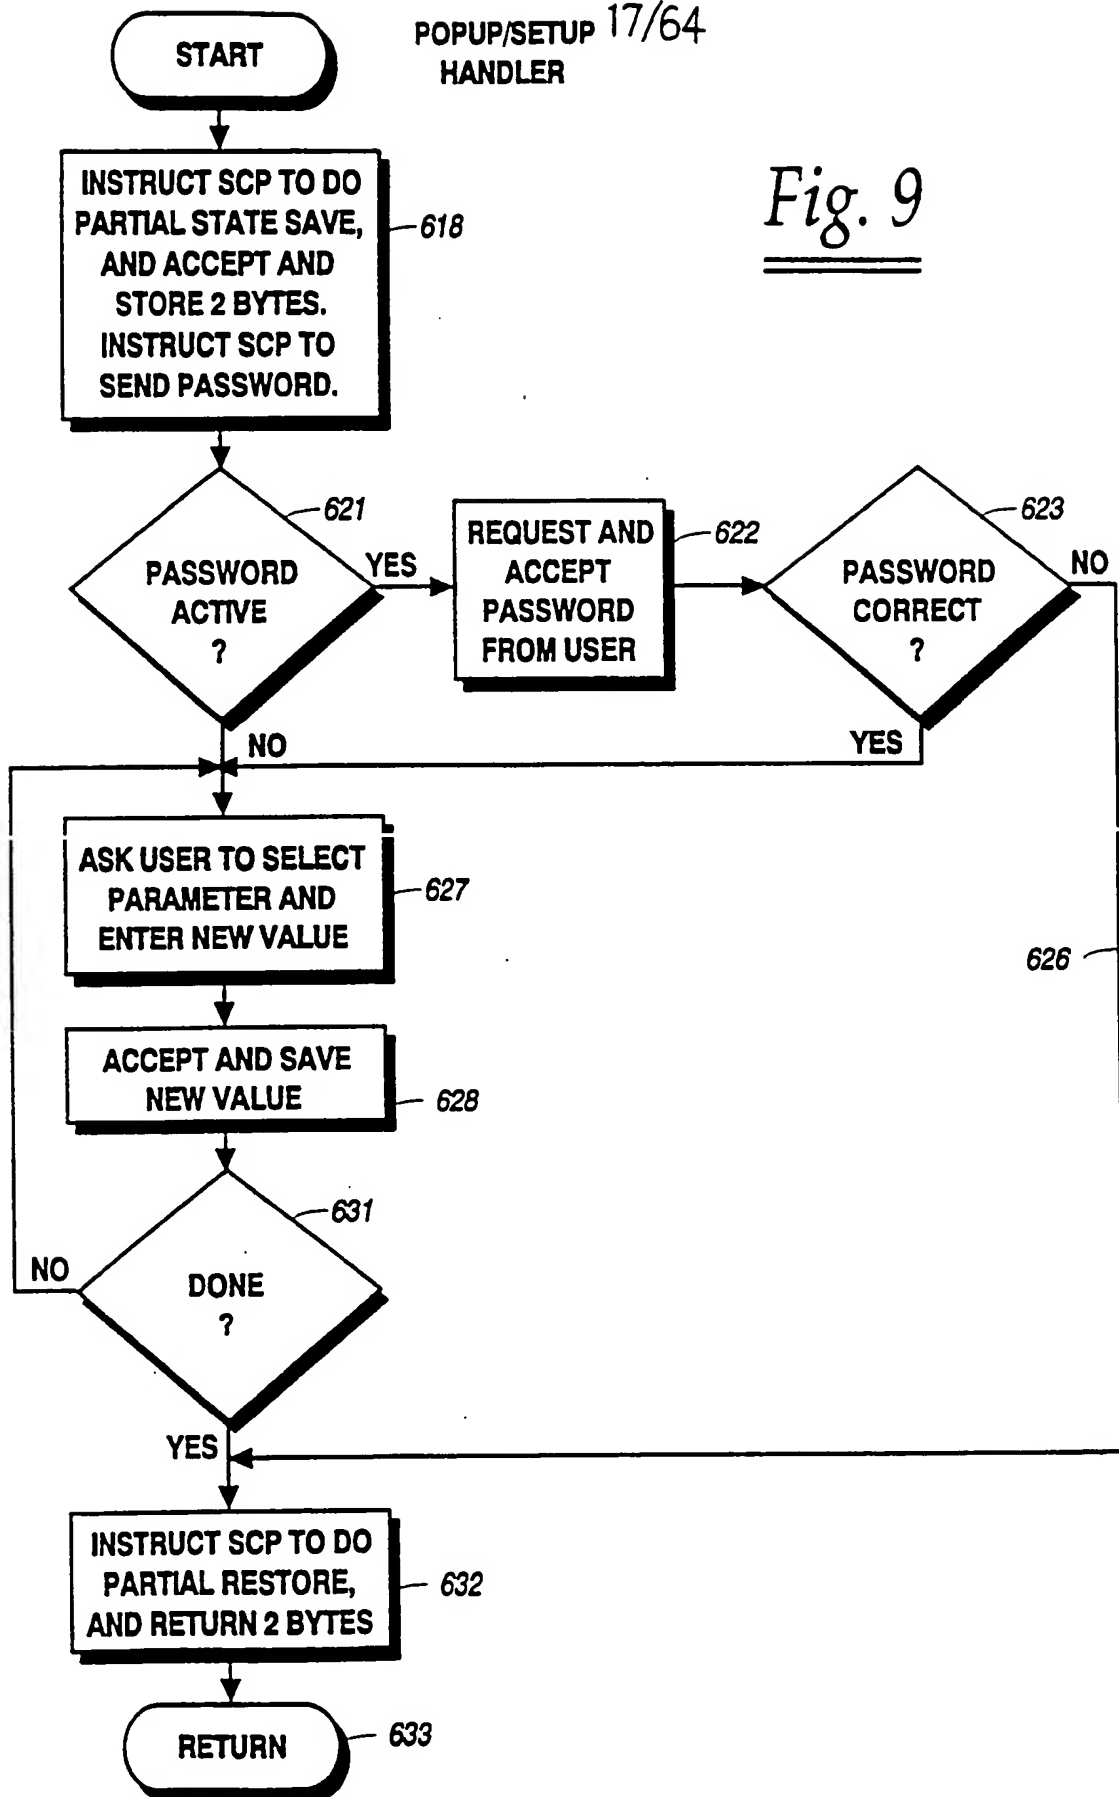 START
POPUP/SETUP 17/64
HANDLER
Fig. 9
INSTRUCT SCP TO DO
PARTIAL STATE SAVE,
AND ACCEPT AND
STORE 2 BYTES.
INSTRUCT SCP TO
SEND PASSWORD.
618
621
PASSWORD
ACTIVE
?
YES
NO
REQUEST AND
ACCEPT
PASSWORD
FROM USER
622
623
PASSWORD
CORRECT
?
NO
YES
626
ASK USER TO SELECT
PARAMETER AND
ENTER NEW VALUE
627
ACCEPT AND SAVE
NEW VALUE
628
631
DONE
?
NO
YES
INSTRUCT SCP TO DO
PARTIAL RESTORE,
AND RETURN 2 BYTES
632
RETURN
633